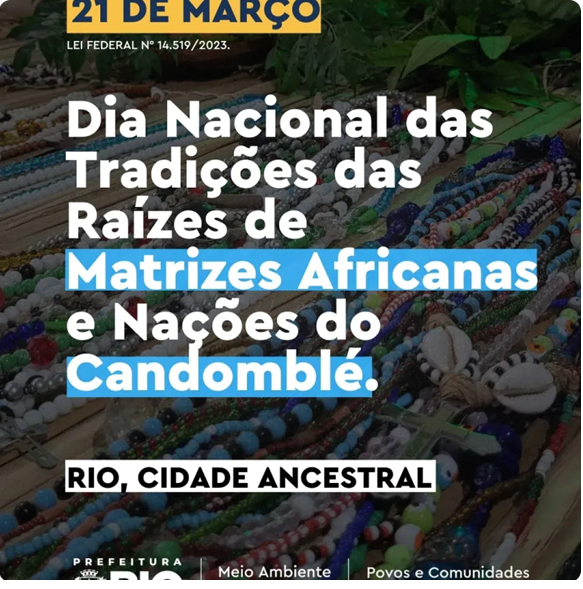 21 DE MARÇO
LEI FEDERAL Nº 14.519/2023.
Dia Nacional das
Tradições das
Raízes de
Matrizes Africanas
e Nações do
Candomblé.
RIO, CIDADE ANCESTRAL
PREFEITURA
RIO
Meio Ambiente
Povos e Comunidades